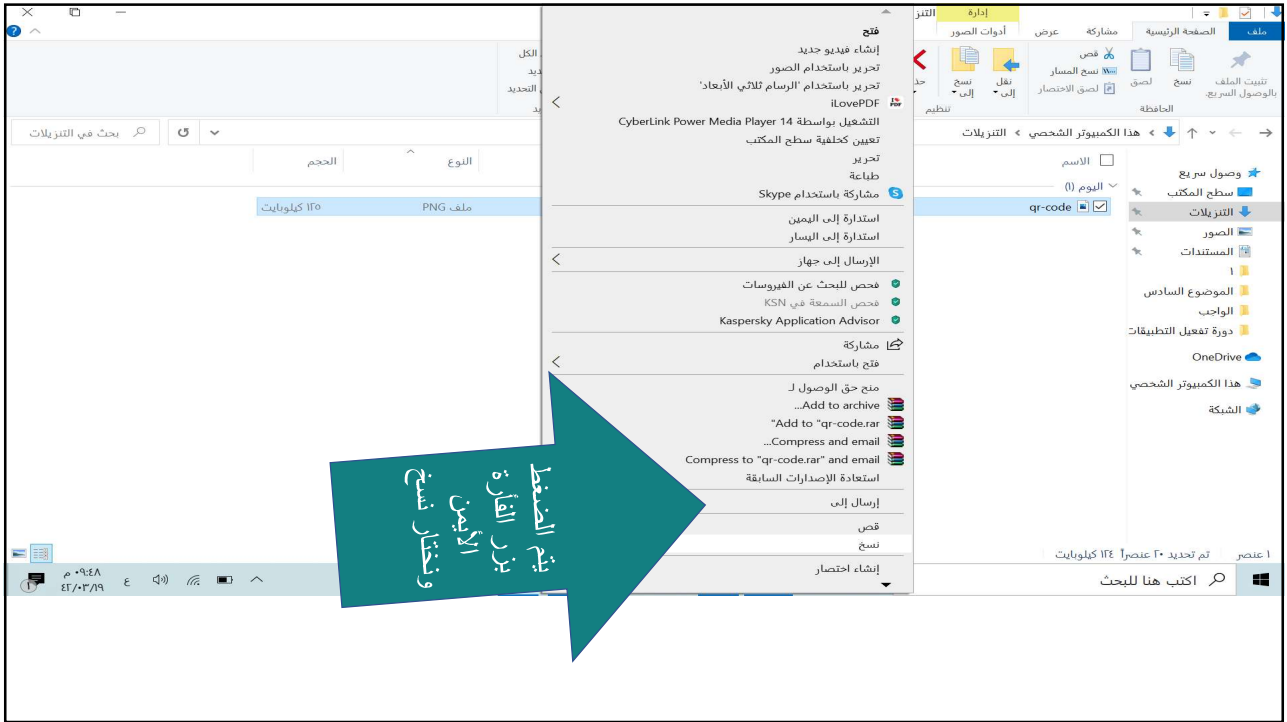 إدارة
التنز
ملف
الصفحة الرئيسية
مشاركة
عرض
أدوات الصور
تثبيت الملف
بالوصول السريع.
نسخ
لصق
قص
نسخ المسار
لصق الاختصار
الحافظة
نقل
إلى
نسخ
إلى
حذ
تنظيم
الكل
التحديد
هذا الكمبيوتر الشخصي
التنزيلات
بحث في التنزيلات
الاسم
النوع
الحجم
اليوم (١)
qr-code
ملف PNG
١٢٥ كيلوبايت
وصول سريع
سطح المكتب
التنزيلات
الصور
المستندات
١
الموضوع السادس
الواجب
دورة تفعيل التطبيقات
OneDrive
هذا الكمبيوتر الشخصي
الشبكة
فتح
إنشاء فيديو جديد
تحرير باستخدام الصور
تحرير باستخدام 'الرسام ثلاثي الأبعاد'
iLovePDF
التشغيل بواسطة CyberLink Power Media Player 14
تعيين كخلفية سطح المكتب
تحرير
طباعة
مشاركة باستخدام Skype
استدارة إلى اليمين
استدارة إلى اليسار
الإرسال إلى جهاز
فحص للبحث عن الفيروسات
فحص السمعة في KSN
Kaspersky Application Advisor
مشاركة
فتح باستخدام
منح حق الوصول لـ
Add to archive...
Add to "qr-code.rar"
Compress and email...
Compress to "qr-code.rar" and email
استعادة الإصدارات السابقة
إرسال إلى
قص
نسخ
إنشاء اختصار
يتم الضغط
بزر الفأرة
الأيمن
ونختار نسخ
١ عنصر
تم تحديد ٢٠ عنصراً ١٢٤ كيلوبايت
اكتب هنا للبحث
ع
٠٩:٤٨ م
٤٢/٠٣/١٩